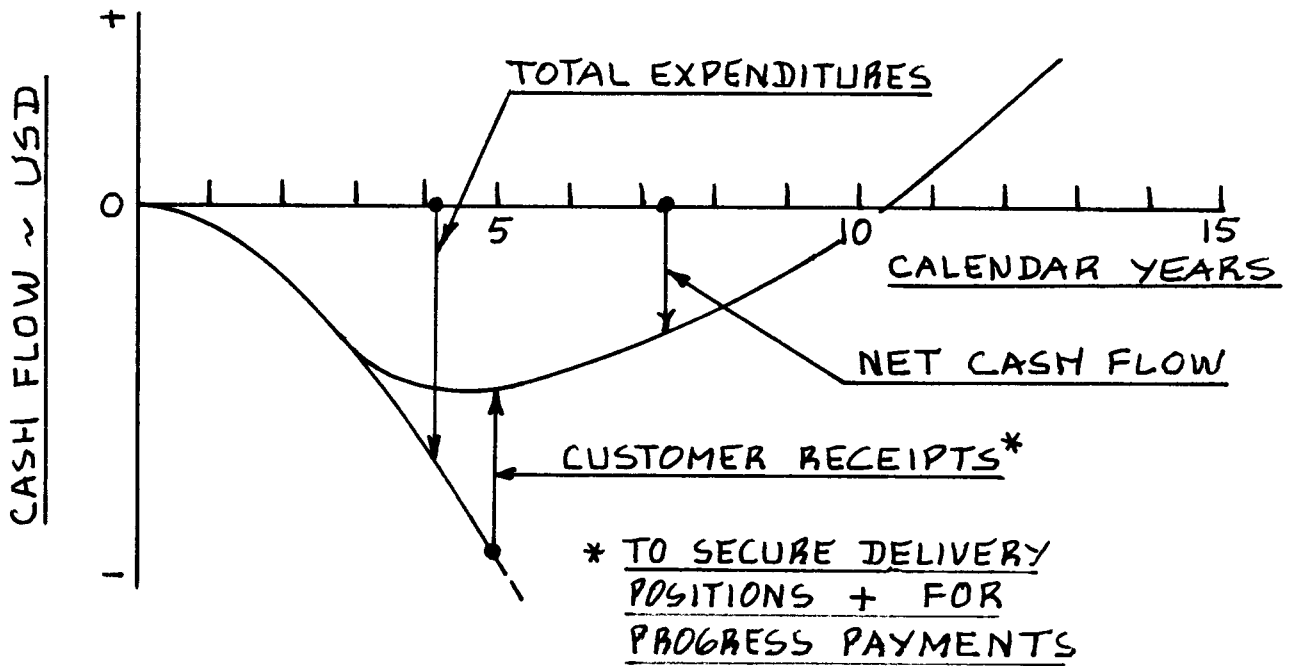 +
TOTAL EXPENDITURES
CASH FLOW ~ USD
0
5
10
15
CALENDAR YEARS
NET CASH FLOW
CUSTOMER RECEIPTS*
* TO SECURE DELIVERY
POSITIONS + FOR
PROGRESS PAYMENTS
-